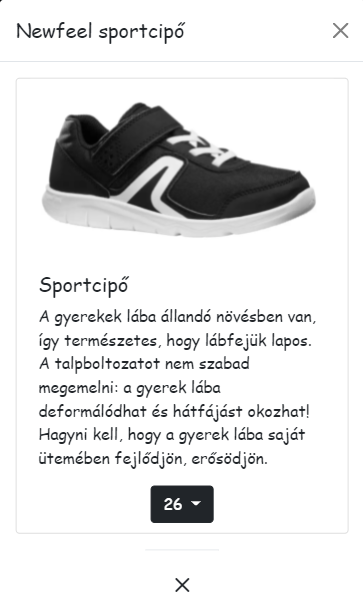 Newfeel sportcipő
Sportcipő
A gyerekek lába állandó növésben van,
így természetes, hogy lábfejük lapos.
A talpboltozatot nem szabad
megemelni: a gyerek lába
deformálódhat és hátfájást okozhat!
Hagyni kell, hogy a gyerek lába saját
ütemében fejlődjön, erősödjön.
26